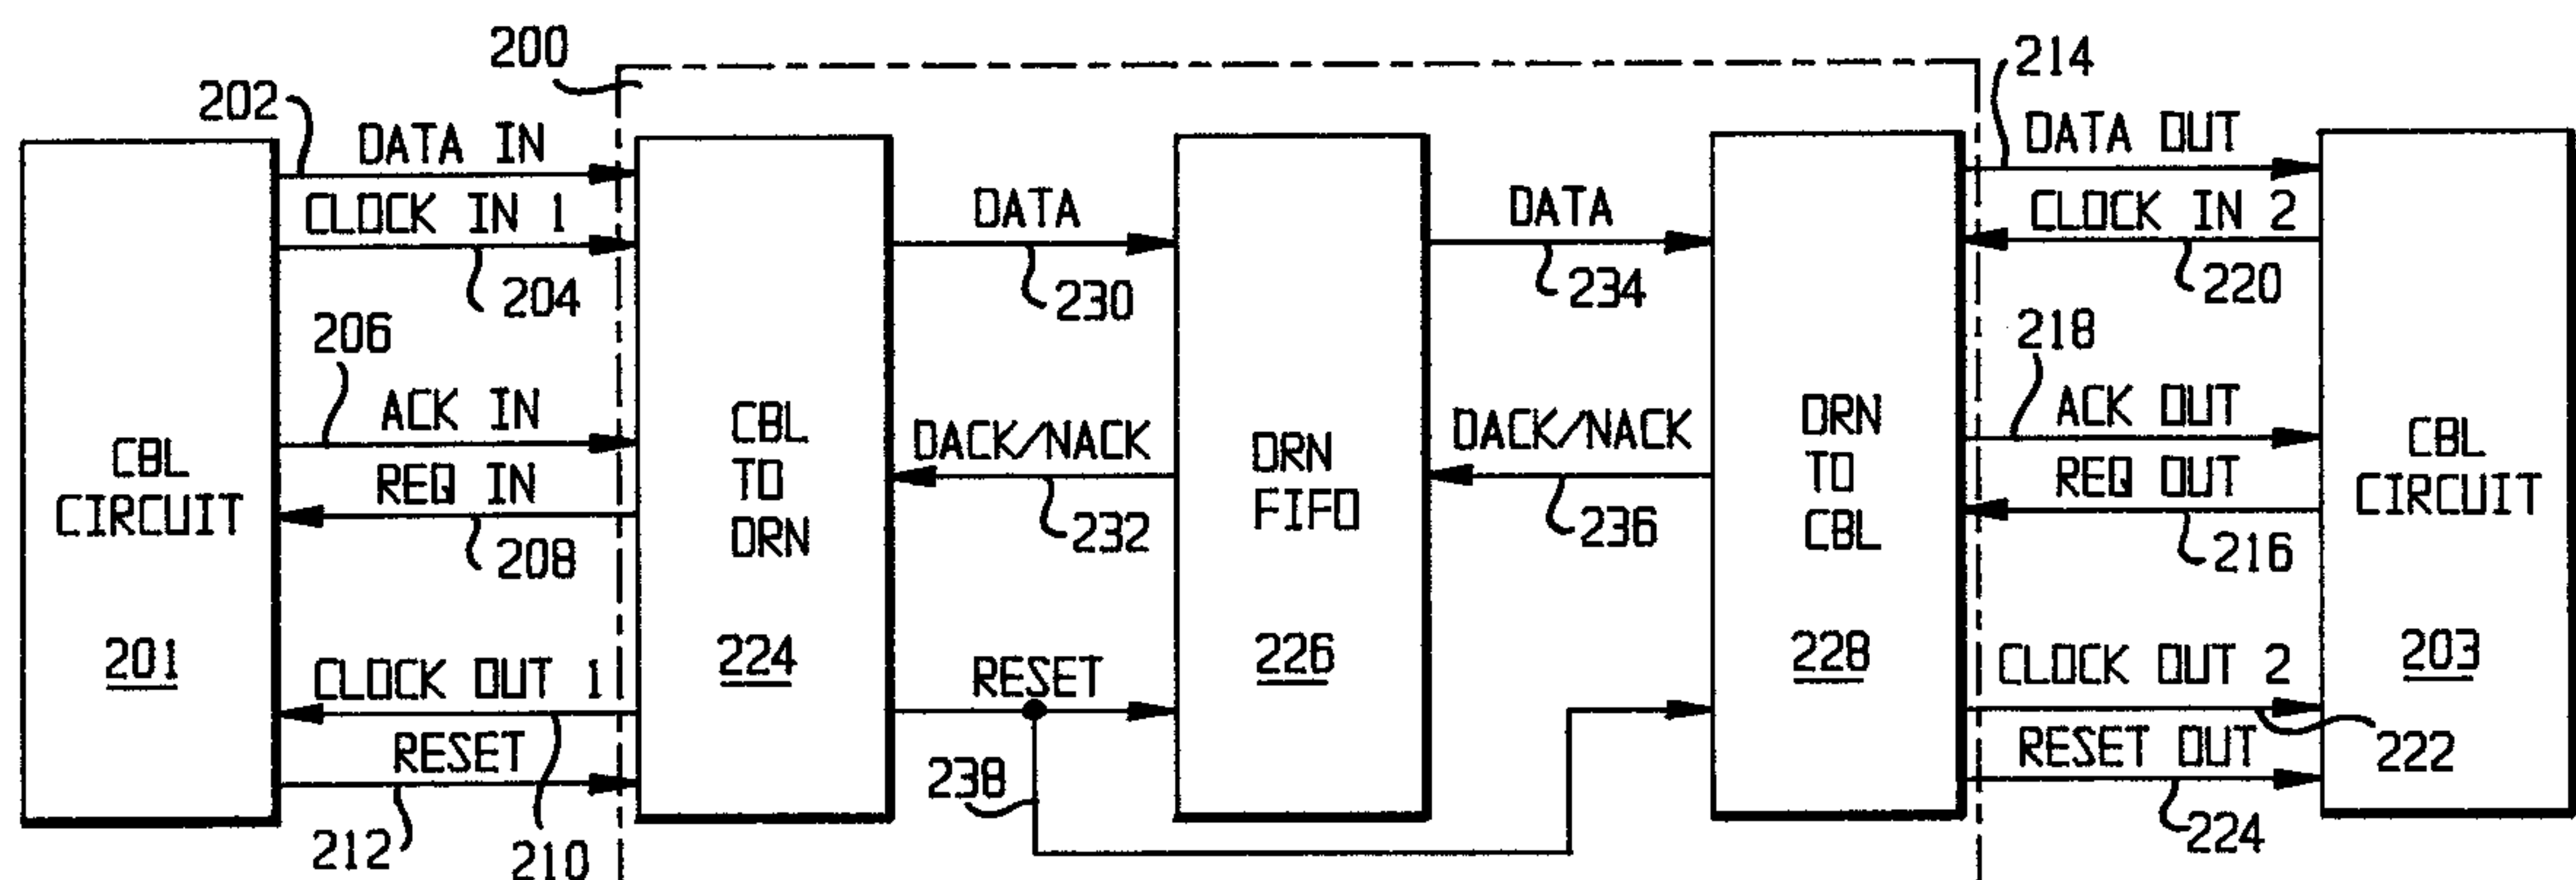 200
214
202
DATA IN
DATA OUT
CLOCK IN 1
DATA
DATA
CLOCK IN 2
204
230
234
220
206
218
ACK IN
ACK OUT
CBL
CIRCUIT
CBL
TO
DRN
DACK/NACK
DRN
FIFO
DACK/NACK
DRN
TO
CBL
CBL
CIRCUIT
REQ IN
REQ OUT
208
232
236
216
201
224
226
228
203
CLOCK OUT 1
RESET
CLOCK OUT 2
RESET
RESET OUT
222
238
212
210
224